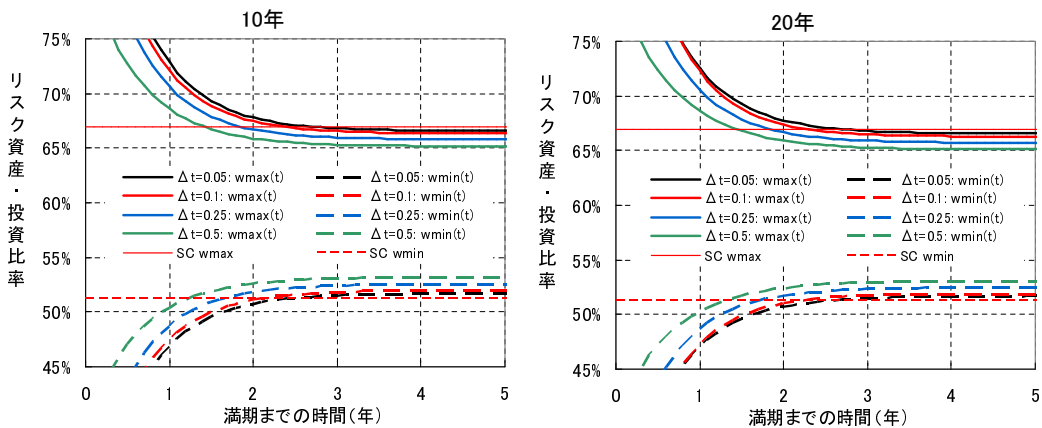 10年
リスク資産・投資比率
75%
70%
65%
60%
55%
50%
45%
Δt=0.05: wmax(t)
Δt=0.05: wmin(t)
Δt=0.1: wmax(t)
Δt=0.1: wmin(t)
Δt=0.25: wmax(t)
Δt=0.25: wmin(t)
Δt=0.5: wmax(t)
Δt=0.5: wmin(t)
SC wmax
SC wmin
0 1 2 3 4 5
満期までの時間(年)
20年
リスク資産・投資比率
75%
70%
65%
60%
55%
50%
45%
Δt=0.05: wmax(t)
Δt=0.05: wmin(t)
Δt=0.1: wmax(t)
Δt=0.1: wmin(t)
Δt=0.25: wmax(t)
Δt=0.25: wmin(t)
Δt=0.5: wmax(t)
Δt=0.5: wmin(t)
SC wmax
SC wmin
0 1 2 3 4 5
満期までの時間(年)